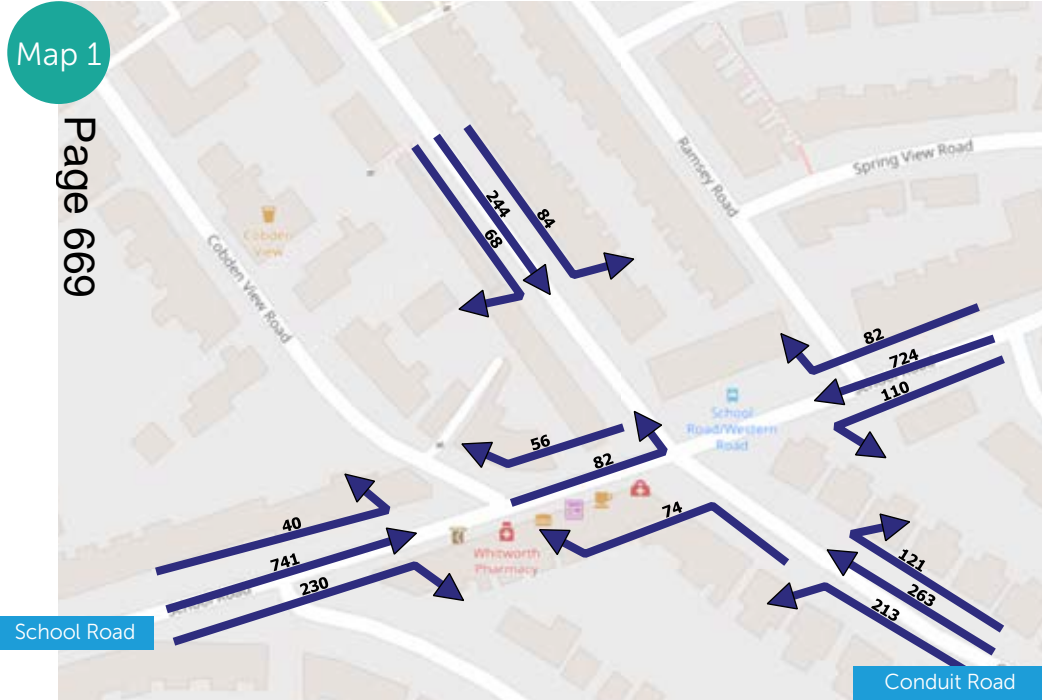 Map 1
Page 669
Ramsey Road
Spring View Road
Cobden
View
Cobden View Road
244
84
68
82
724
110
School
Road/Western
Road
56
82
74
40
741
230
Whitworth
Pharmacy
121
263
213
School Road
School Road
Conduit Road